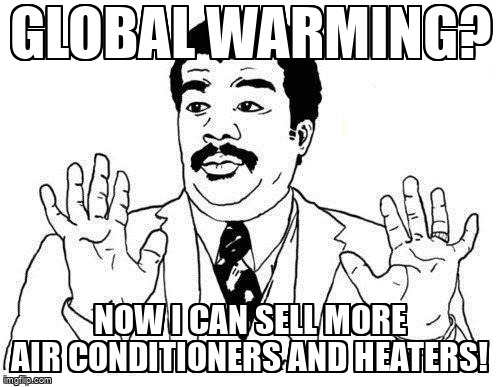 GLOBAL WARMING?
NOW I CAN SELL MORE
AIR CONDITIONERS AND HEATERS!
imgflip.com